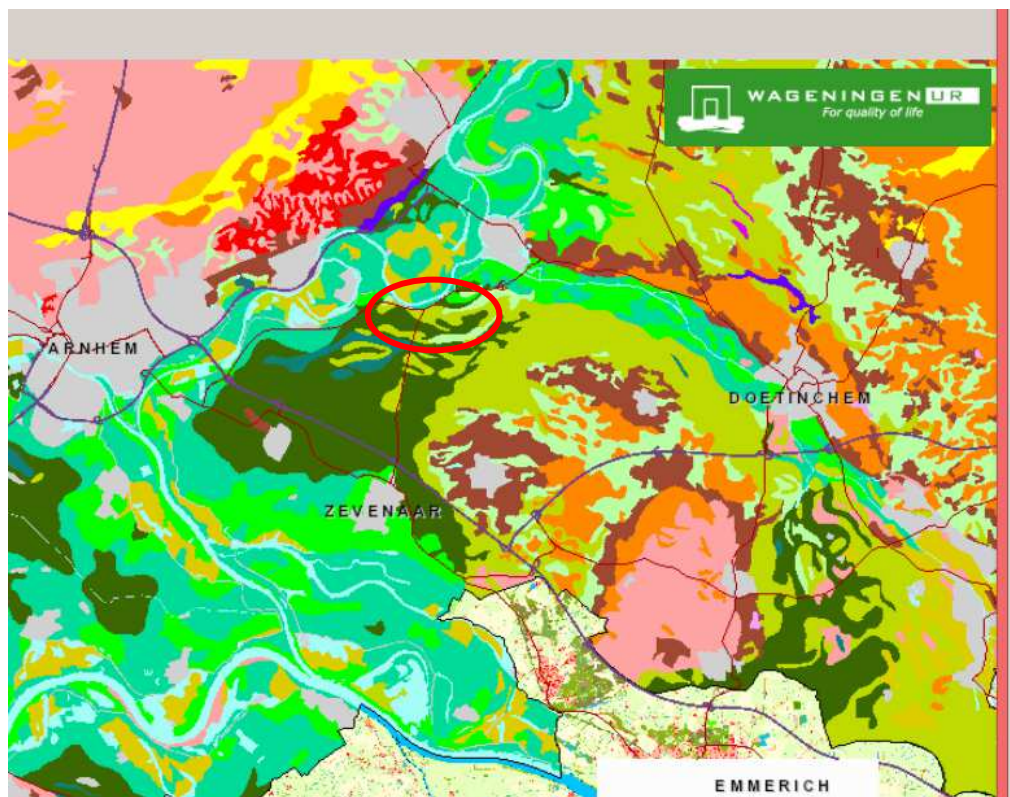 WAGENINGEN UR
For quality of life
ARNHEM
DOETINCHEM
ZEVENAAR
EMMERICH